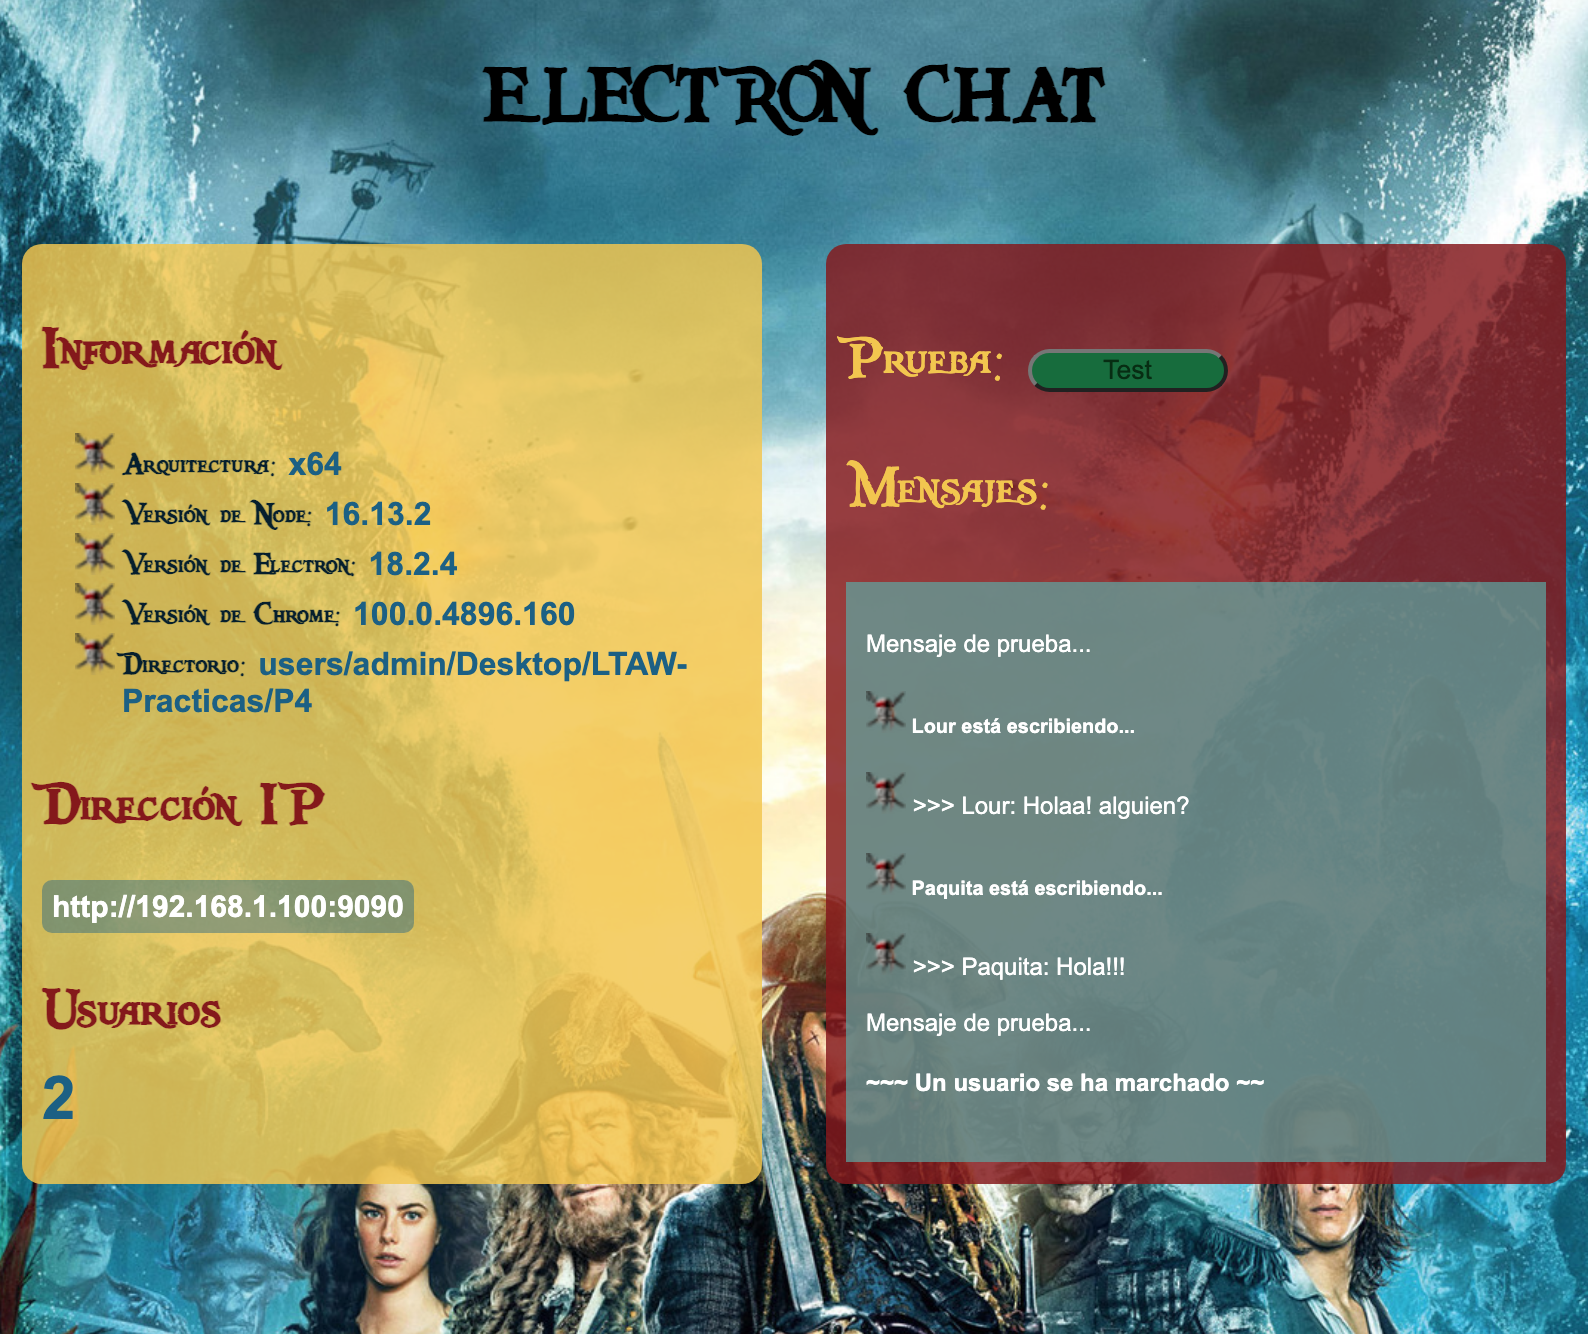 ELECTRON CHAT
Información
Arquitectura: x64
Versión de Node: 16.13.2
Versión de Electron: 18.2.4
Versión de Chrome: 100.0.4896.160
Directorio: users/admin/Desktop/LTAW-
Practicas/P4
Dirección IP
http://192.168.1.100:9090
Usuarios
2
Prueba: Test
Mensajes:
Mensaje de prueba...
Lour está escribiendo...
>>> Lour: Holaa! alguien?
Paquita está escribiendo...
>>> Paquita: Hola!!!
Mensaje de prueba...
~~~ Un usuario se ha marchado ~~